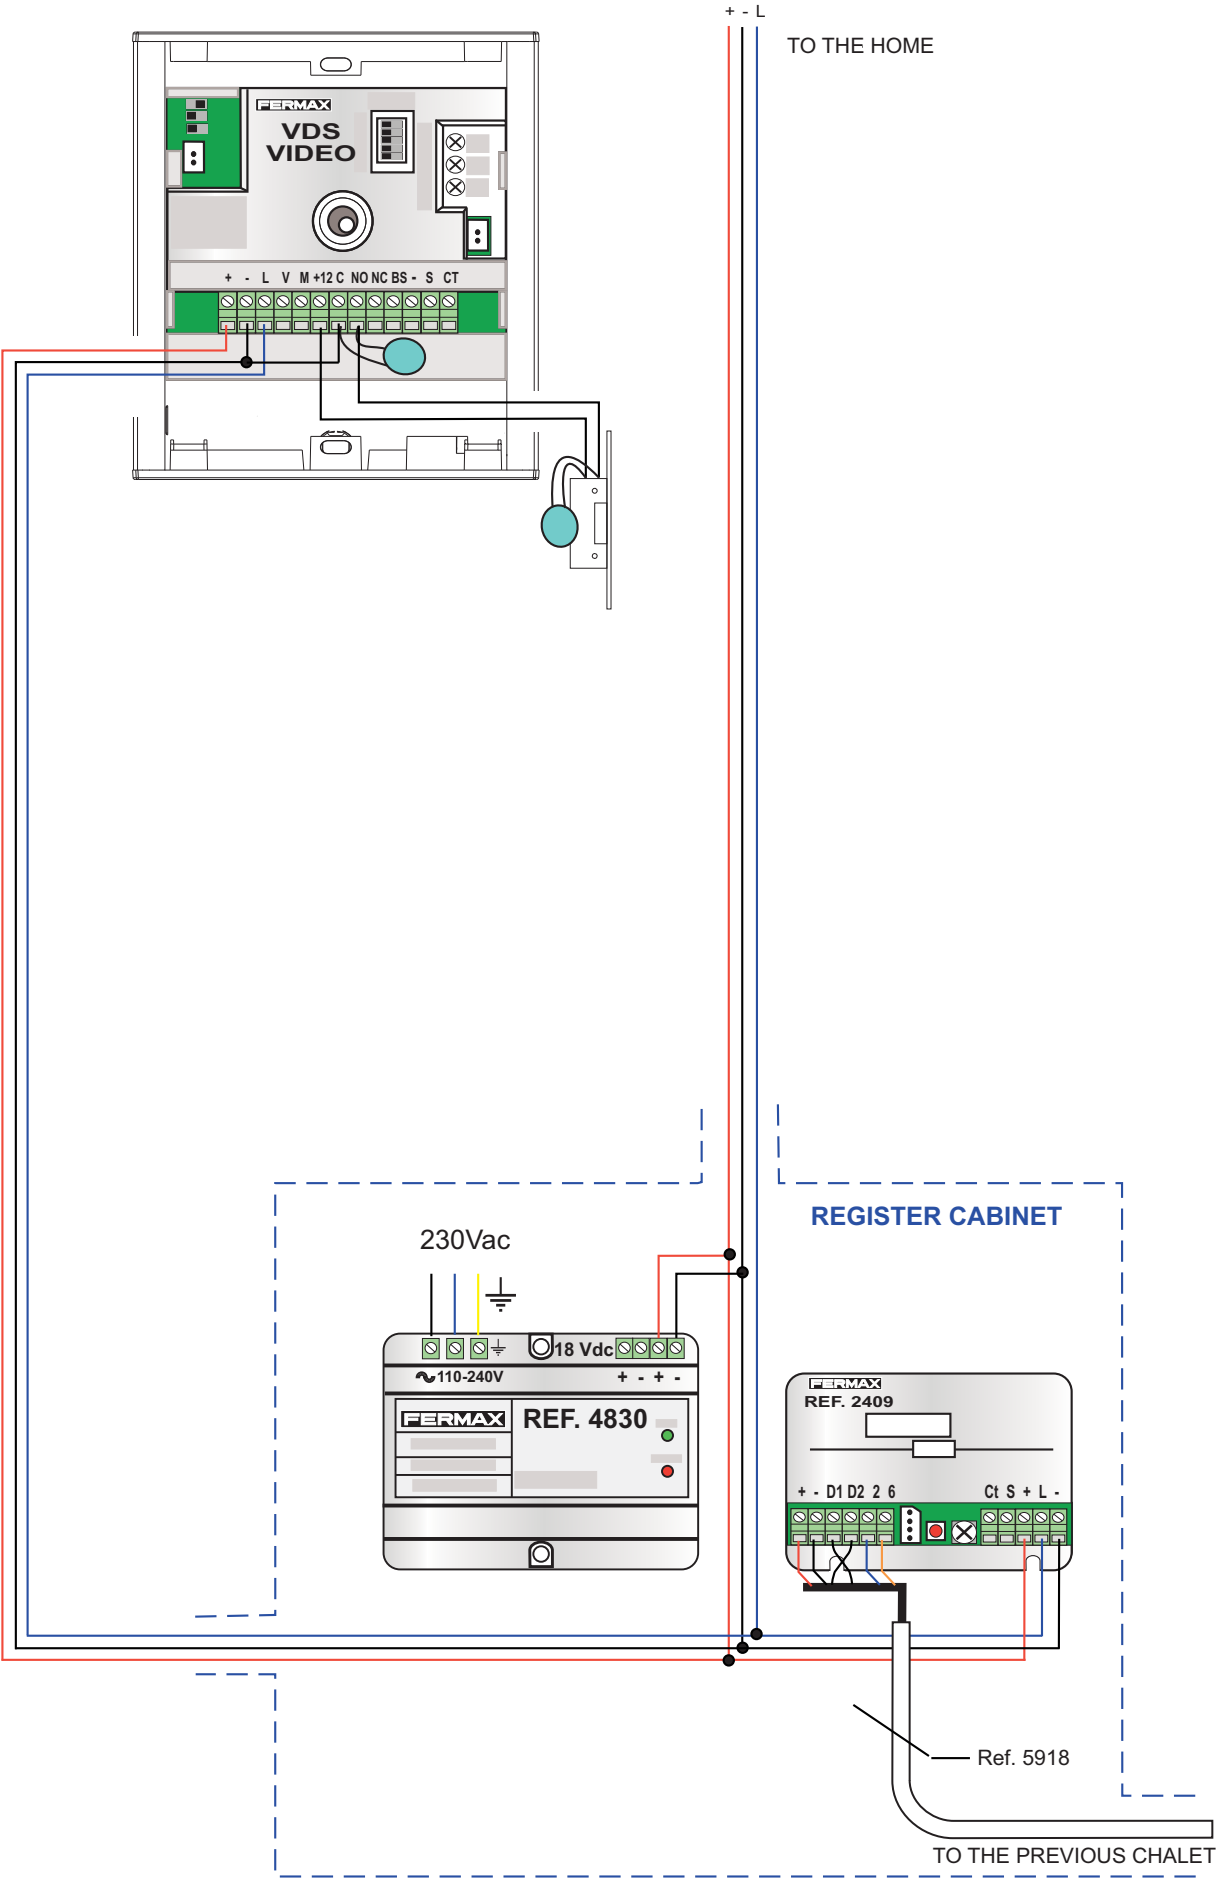 + - L
TO THE HOME
FERMAX
VDS
VIDEO
+ - L V M +12 C NO NC BS - S CT
REGISTER CABINET
230Vac
18 Vdc
110-240V
+ - + -
FERMAX
REF. 4830
FERMAX
REF. 2409
+ - D1 D2 2 6
Ct S + L -
Ref. 5918
TO THE PREVIOUS CHALET